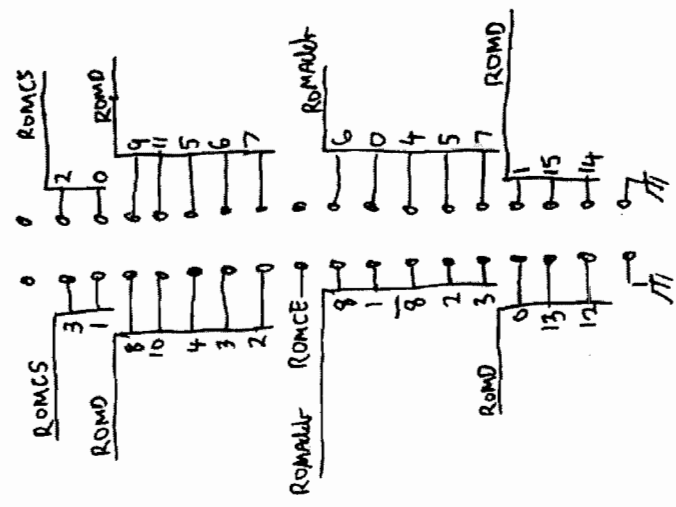 ROMCS
2 0
ROMD
9 11 5 6 7
ROMAddr
6 0 4 5 7
ROMD
1 15 14
ROMCS
3 1
ROMD
8 10 4 3 2
ROMCE
ROMAddr
8 1 8 2 3
ROMD
0 13 12